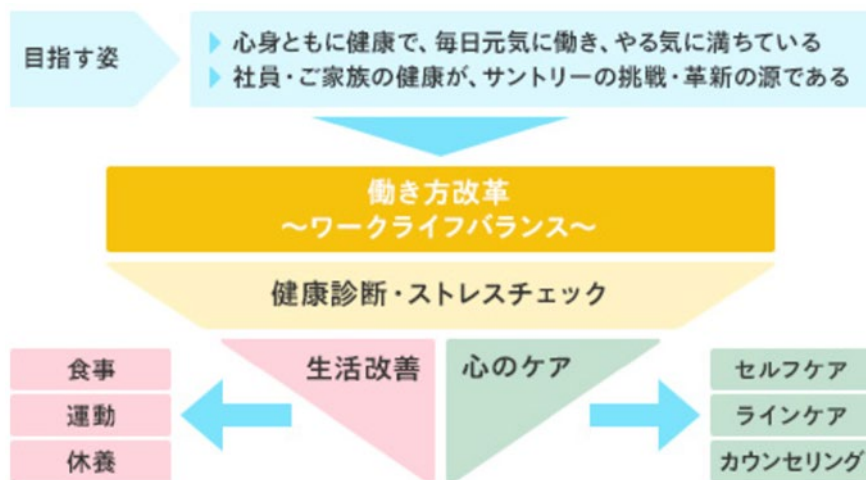 目指す姿
心身ともに健康で、毎日元気に働き、やる気に満ちている
社員・ご家族の健康が、サントリーの挑戦・革新の源である
働き方改革
〜ワークライフバランス〜
健康診断・ストレスチェック
生活改善
心のケア
食事
運動
休養
セルフケア
ラインケア
カウンセリング